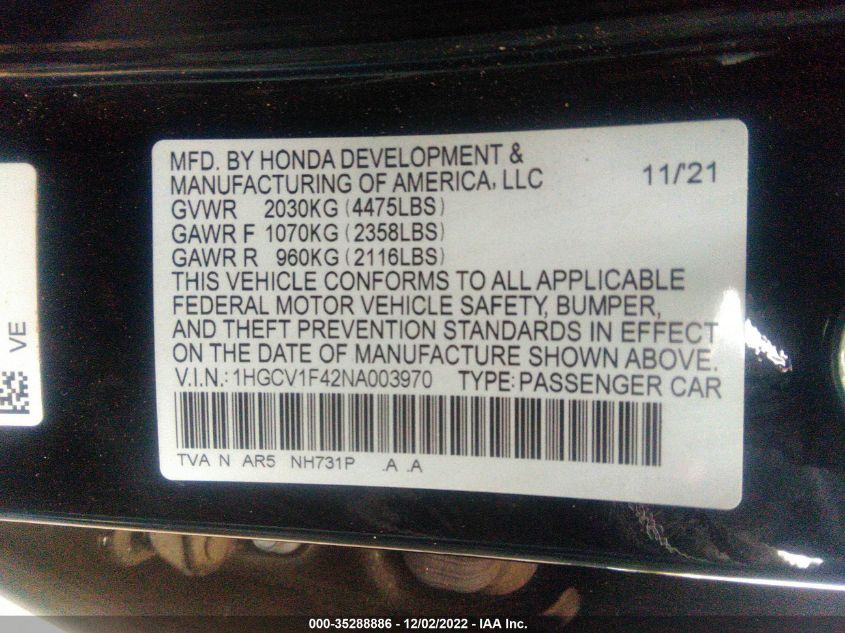 VE
MFD. BY HONDA DEVELOPMENT &
MANUFACTURING OF AMERICA, LLC 11/'21
GVWR 2030KG (4475LBS)
GAWR F 1070KG (2358LBS)
GAWR R 960KG (2116LBS)
THIS VEHICLE CONFORMS TO ALL APPLICABLE
FEDERAL MOTOR VEHICLE SAFETY, BUMPER,
AND THEFT PREVENTION STANDARDS IN EFFECT
ON THE DATE OF MANUFACTURE SHOWN ABOVE.
V.I.N.: 1HGCV1F42NA003970 TYPE: PASSENGER CAR
TVA N AR5 NH731P .A .A
000-35288886 - 12/02/2022 - IAA Inc.